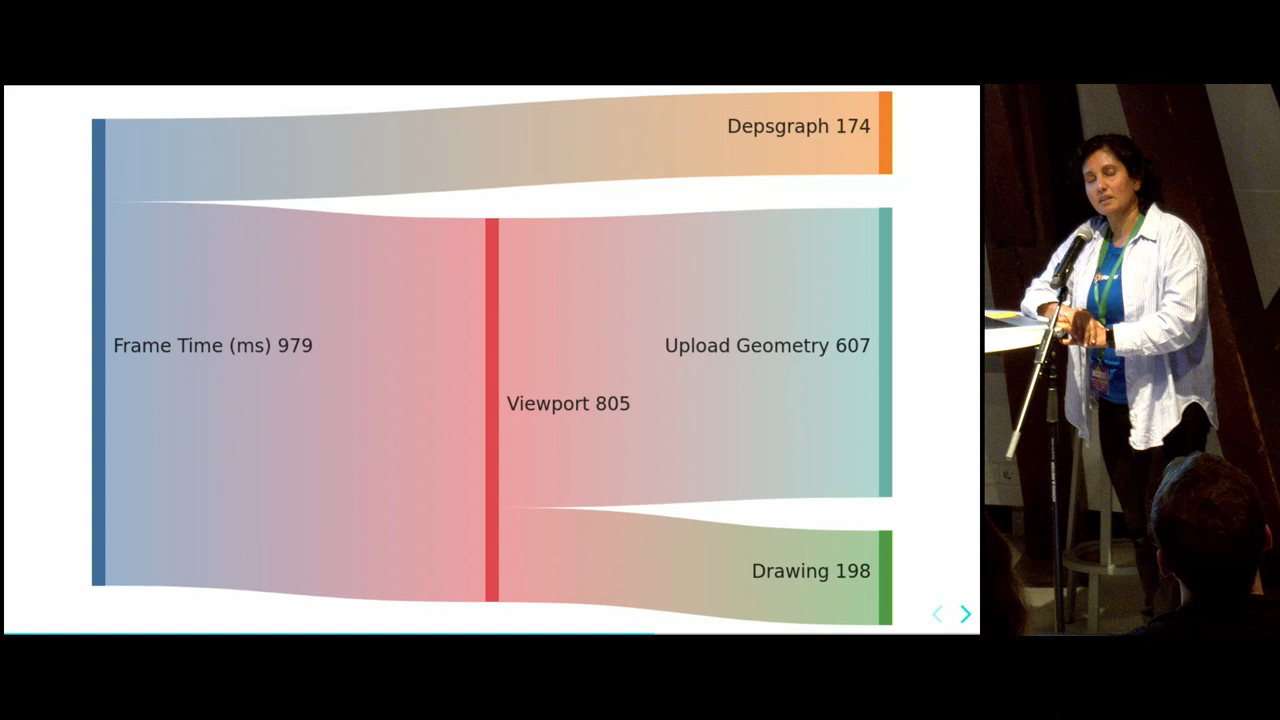 Depsgraph 174
Frame Time (ms) 979
Upload Geometry 607
Viewport 805
Drawing 198